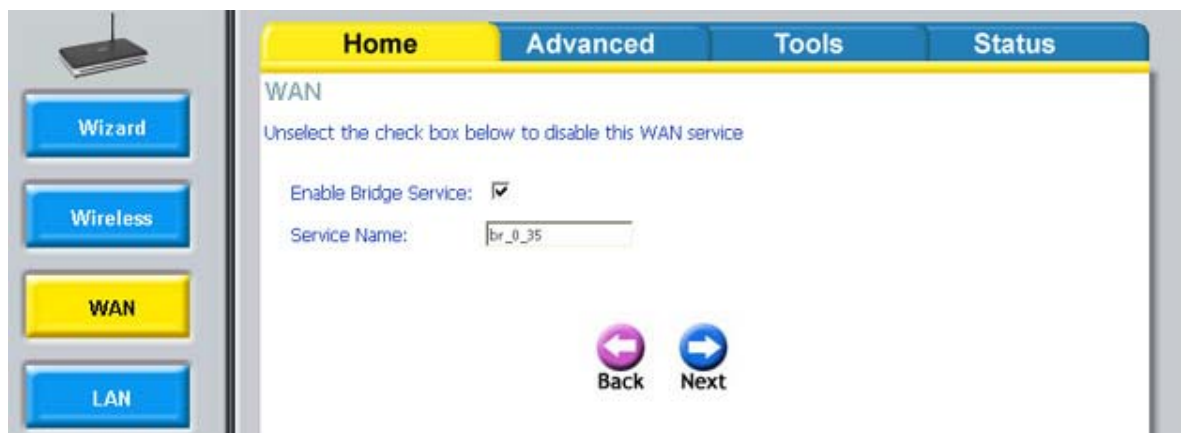 Home Advanced Tools Status
Wizard
Wireless
WAN
LAN
WAN
Unselect the check box below to disable this WAN service
Enable Bridge Service:
Service Name: br_0_35
Back Next